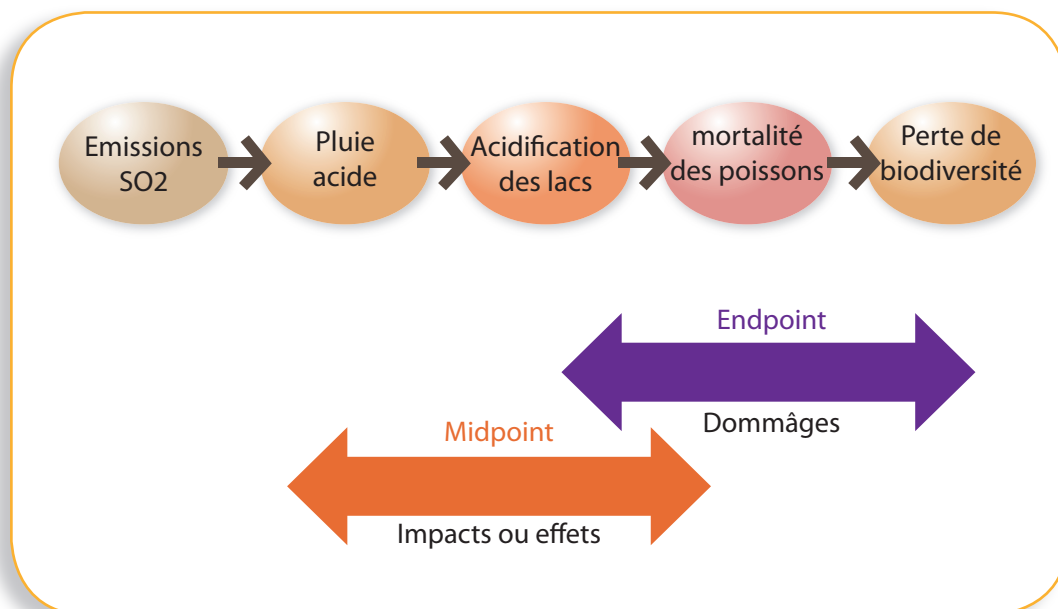 Emissions
SO2
Pluie
acide
Acidification
des lacs
mortalité
des poissons
Perte de
biodiversité
Endpoint
Dommâges
Midpoint
Impacts ou effets